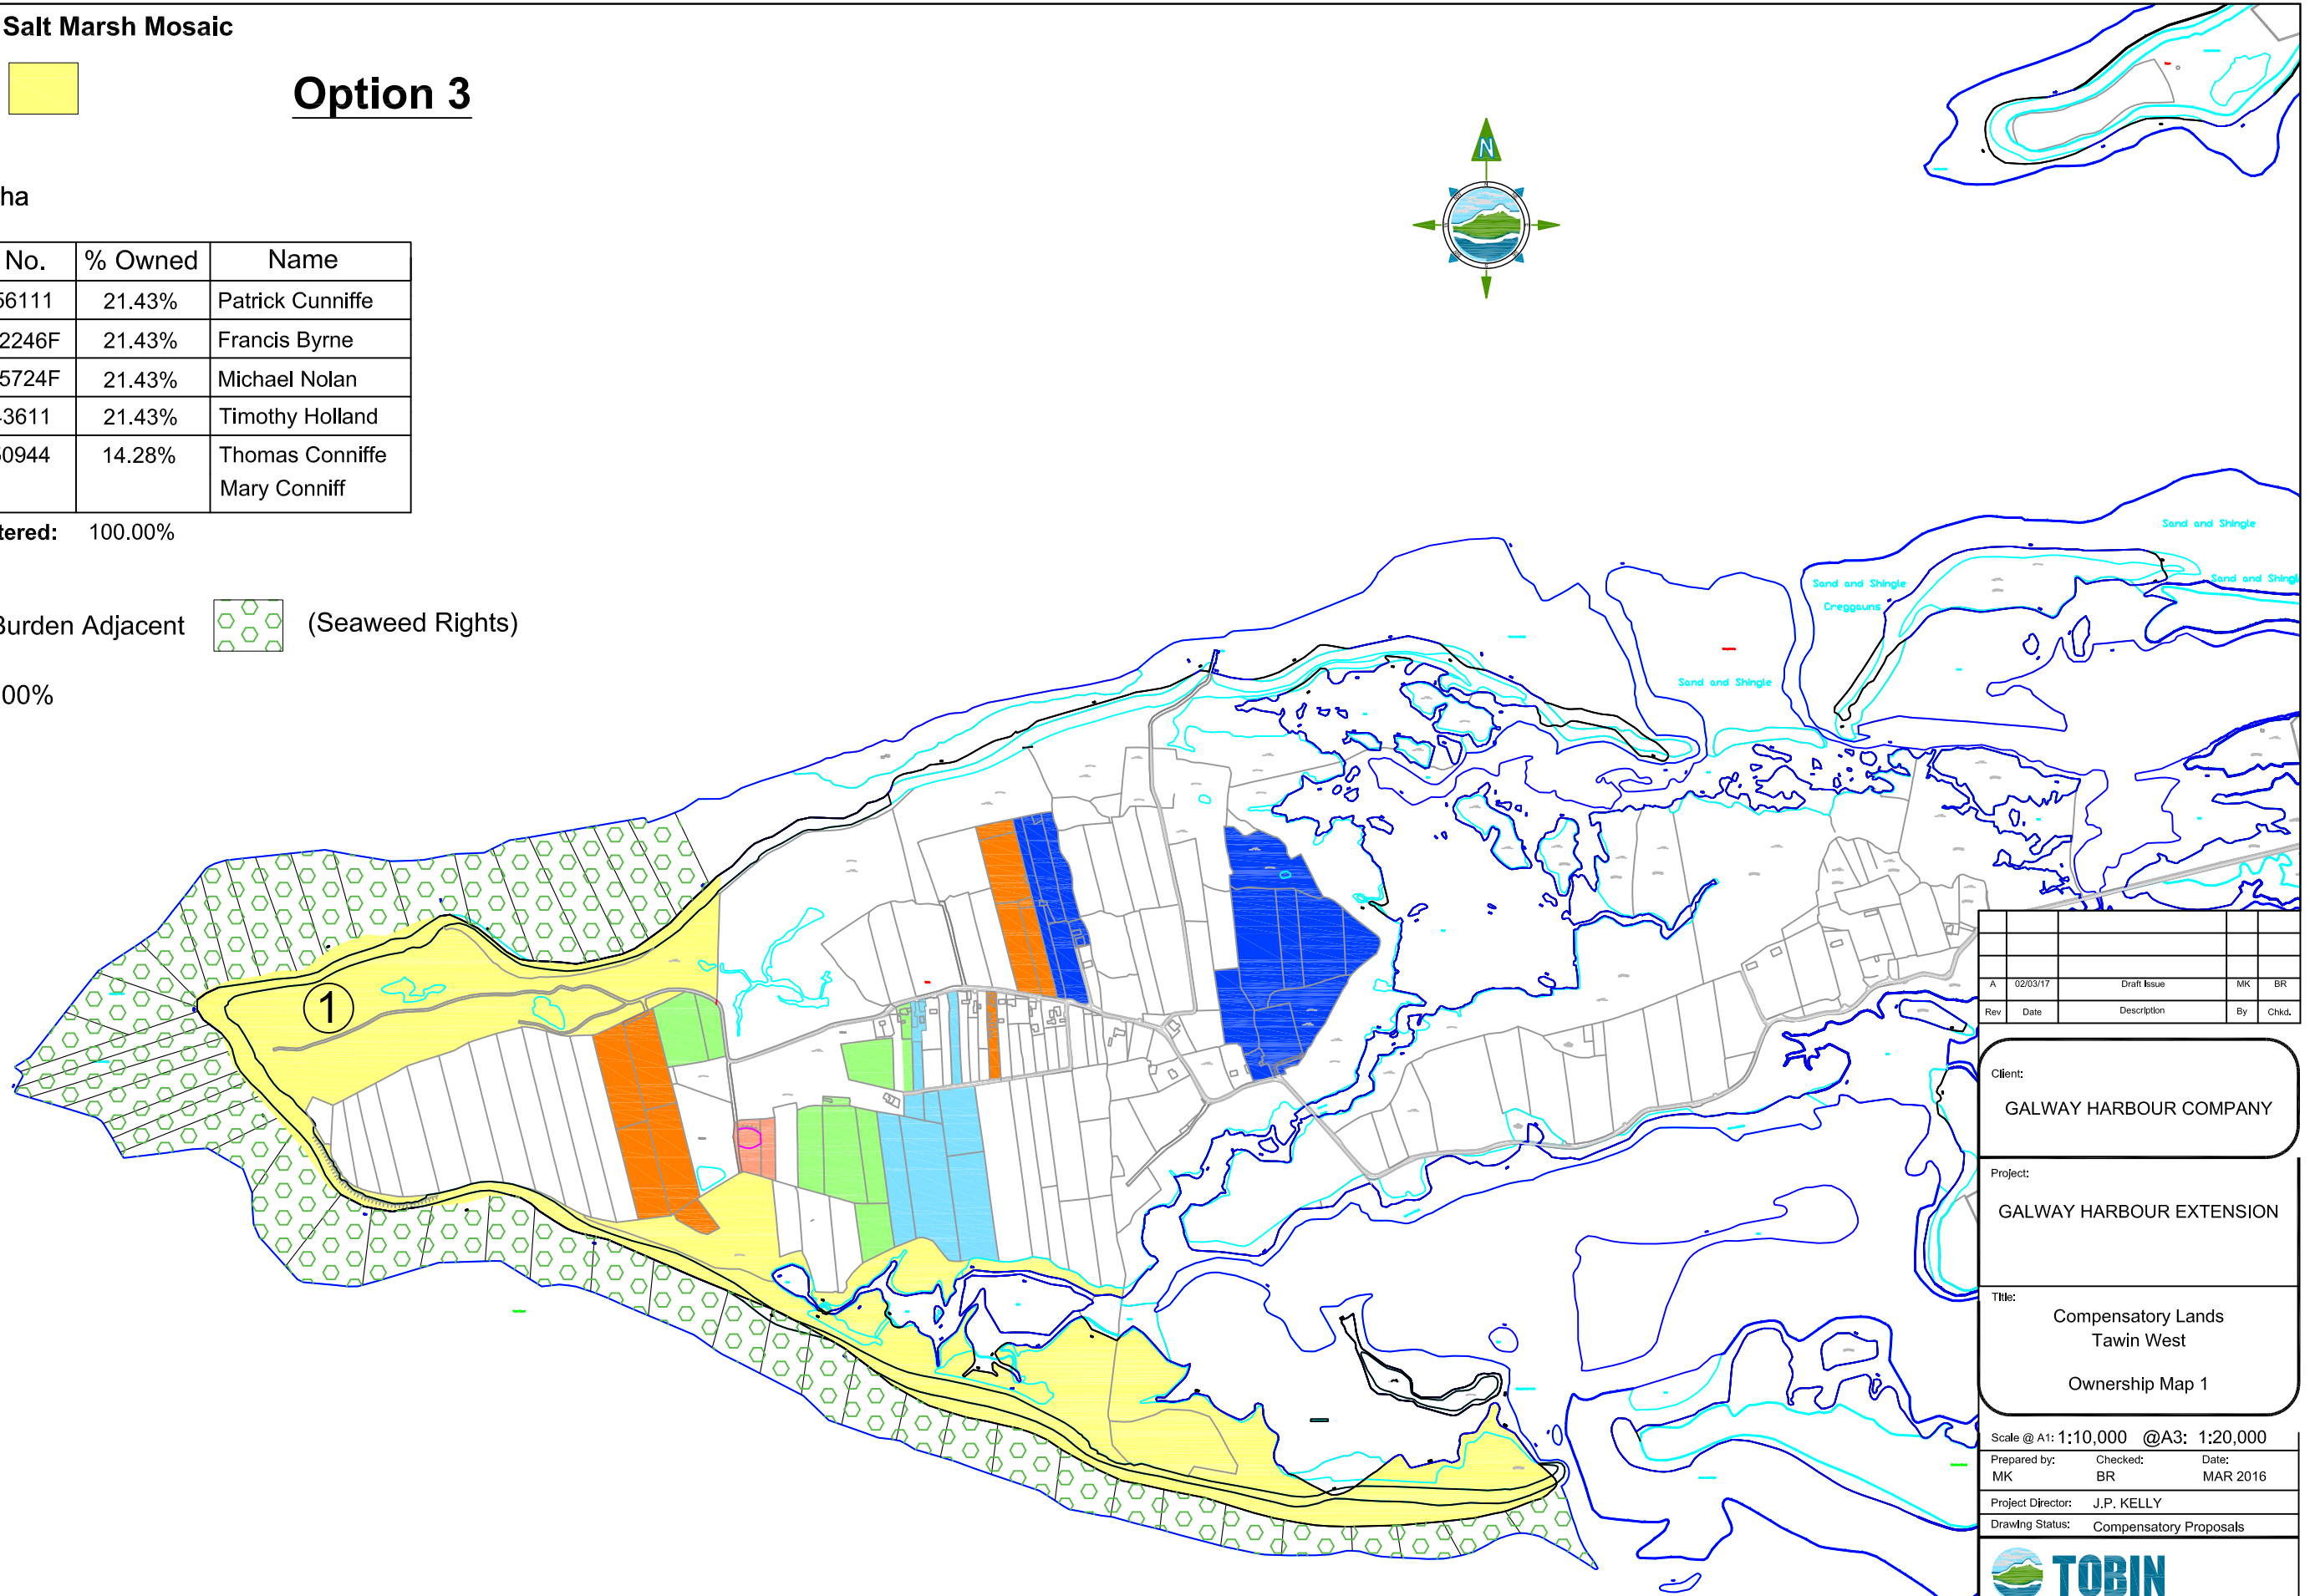 Salt Marsh Mosaic
Option 3
ha
No. % Owned Name
56111 21.43% Patrick Cunniffe
2246F 21.43% Francis Byrne
5724F 21.43% Michael Nolan
3611 21.43% Timothy Holland
0944 14.28% Thomas Conniffe
Mary Conniff
tered: 100.00%
Burden Adjacent (Seaweed Rights)
00%
N
Sand and Shingle
Sand and Shingle
Sand and Shingle
Creggauns
Sand and Shingle
1
A 02/03/17 Draft Issue MK BR
Rev Date Description By Chkd.
Client:
GALWAY HARBOUR COMPANY
Project:
GALWAY HARBOUR EXTENSION
Title:
Compensatory Lands
Tawin West
Ownership Map 1
Scale @ A1: 1:10,000 @A3: 1:20,000
Prepared by: Checked: Date:
MK BR MAR 2016
Project Director: J.P. KELLY
Drawing Status: Compensatory Proposals
TOBIN